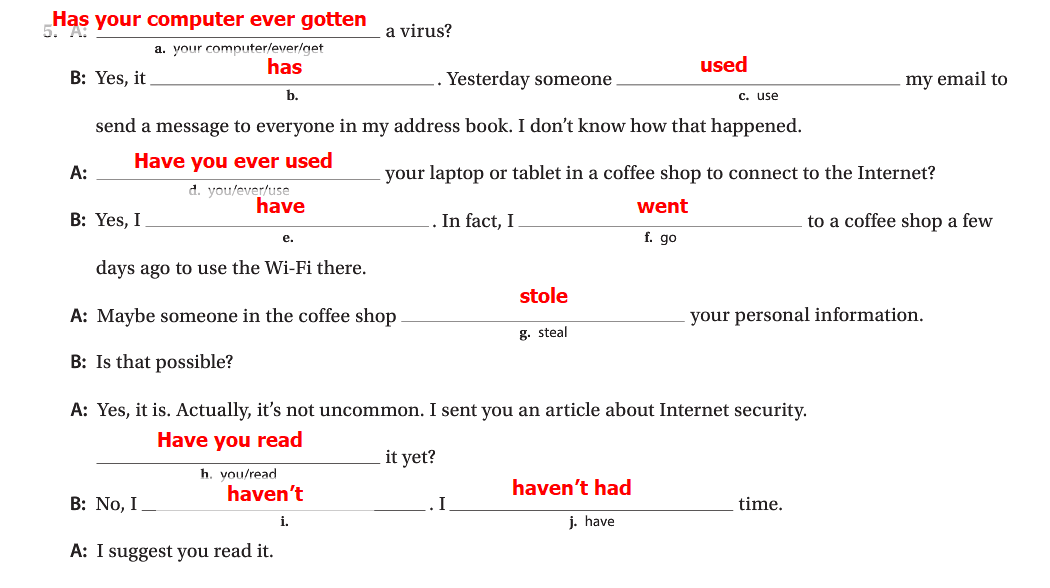 Has your computer ever gotten
5. A: a virus?
a. your computer/ever/get
has used
B: Yes, it . Yesterday someone my email to
b. c. use
send a message to everyone in my address book. I don’t know how that happened.
Have you ever used
A: your laptop or tablet in a coffee shop to connect to the Internet?
d. you/ever/use
have went
B: Yes, I . In fact, I to a coffee shop a few
e. f. go
days ago to use the Wi-Fi there.
stole
A: Maybe someone in the coffee shop your personal information.
g. steal
B: Is that possible?
A: Yes, it is. Actually, it’s not uncommon. I sent you an article about Internet security.
Have you read
it yet?
h. you/read
haven’t haven’t had
B: No, I . I time.
i. j. have
A: I suggest you read it.